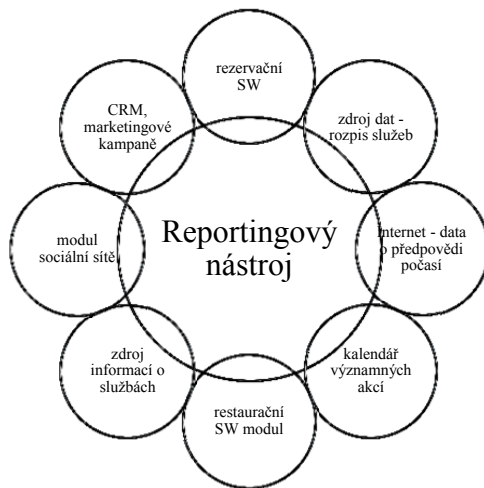 rezervační
SW
zdroj dat -
rozpis služeb
internet - data
o předpovědi
počasí
kalendář
významných
akcí
restaurační
SW modul
zdroj
informací o
službách
modul
sociální sítě
CRM,
marketingové
kampaně
Reportingový
nástroj